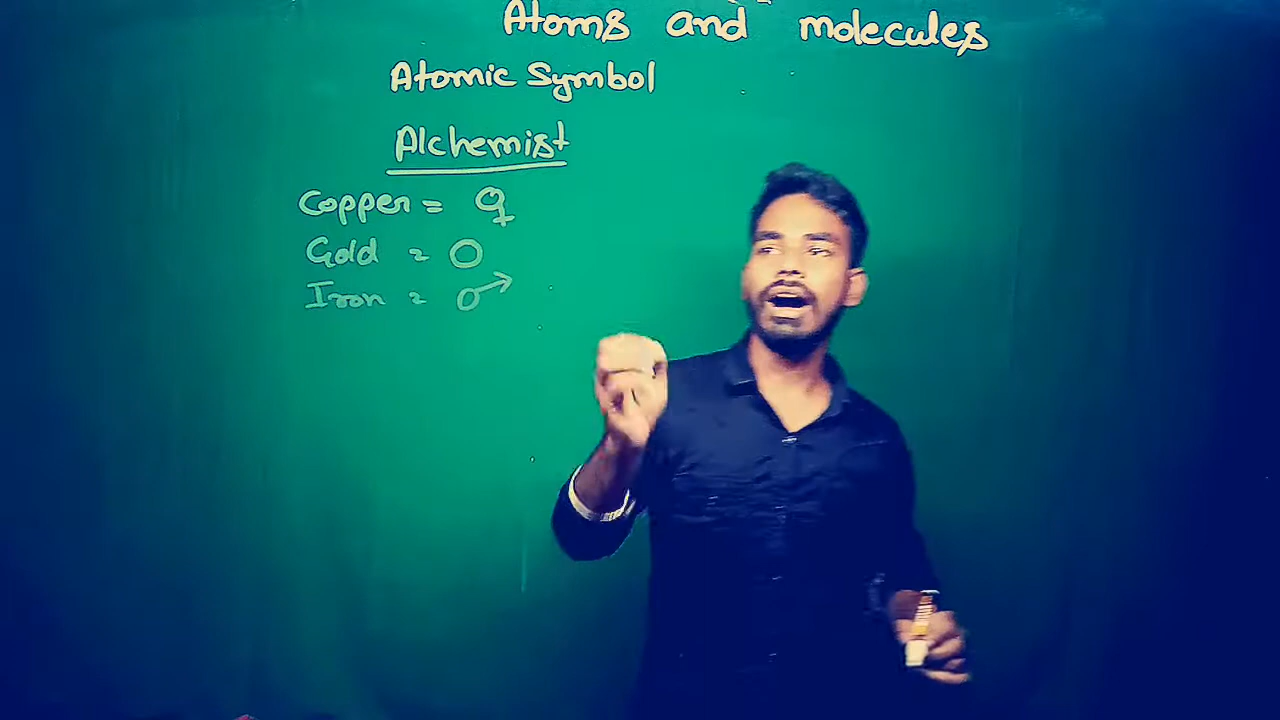 Atoms and molecules
Atomic Symbol
Alchemist
Copper = ♀
Gold = O
Iron = ♂